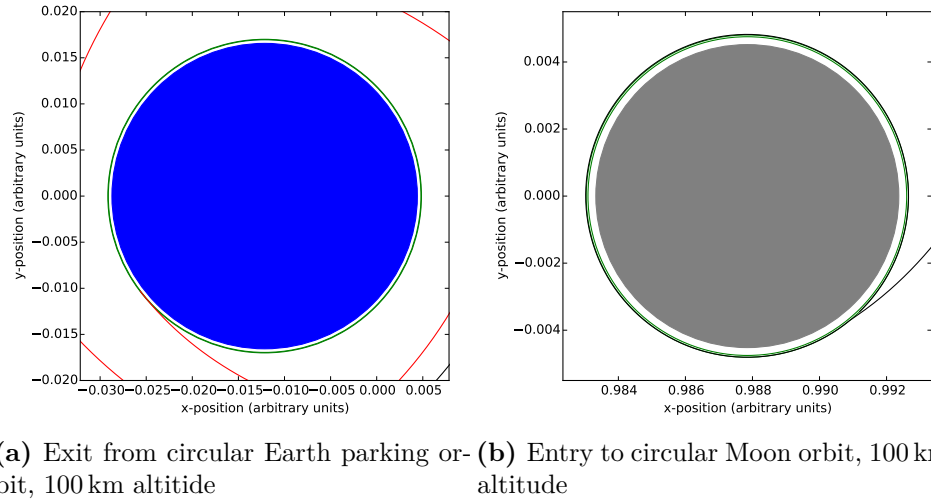 0.020
0.015
0.010
0.005
0.000
−0.005
−0.010
−0.015
−0.020
y-position (arbitrary units)
−0.030 −0.025 −0.020 −0.015 −0.010 −0.005 0.000 0.005
x-position (arbitrary units)
0.004
0.002
0.000
−0.002
−0.004
y-position (arbitrary units)
0.984 0.986 0.988 0.990 0.992
x-position (arbitrary units)
(a) Exit from circular Earth parking or-
bit, 100 km altitide
(b) Entry to circular Moon orbit, 100 km
altitude